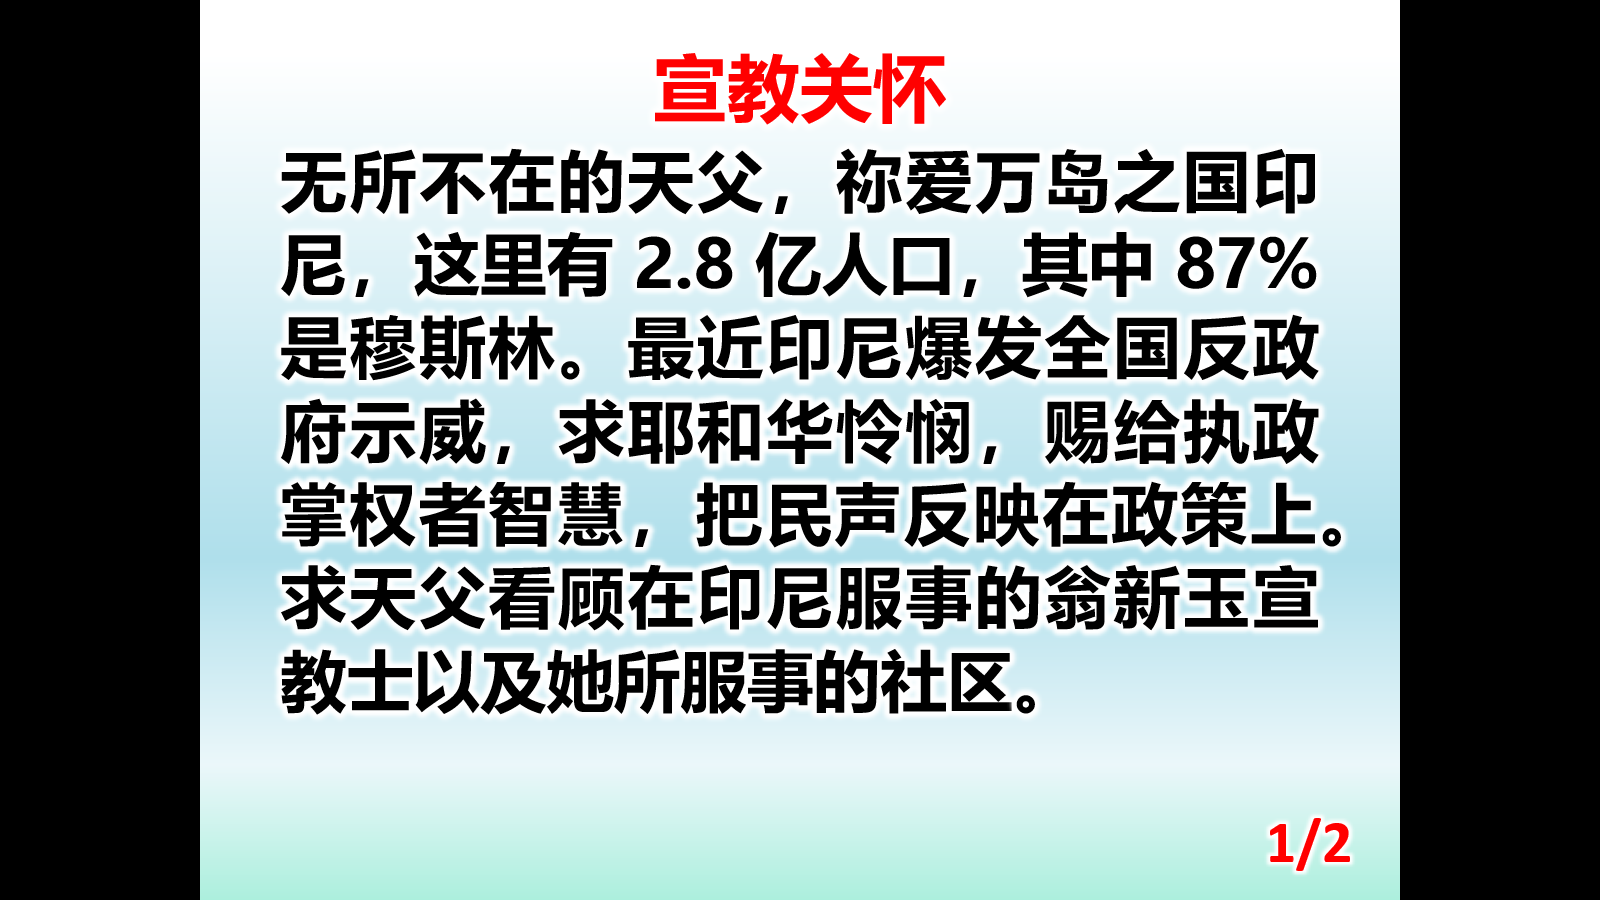 宣教关怀
无所不在的天父，祢爱万岛之国印
尼，这里有 2.8 亿人口，其中 87%
是穆斯林。最近印尼爆发全国反政
府示威，求耶和华怜悯，赐给执政
掌权者智慧，把民声反映在政策上。
求天父看顾在印尼服事的翁新玉宣
教士以及她所服事的社区。
1/2